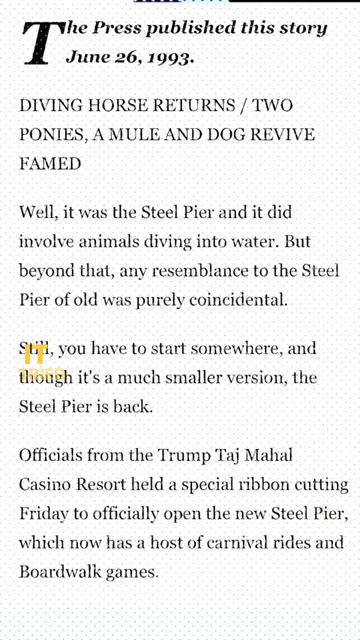 The Press published this story
June 26, 1993.
DIVING HORSE RETURNS / TWO
PONIES, A MULE AND DOG REVIVE
FAMED
Well, it was the Steel Pier and it did
involve animals diving into water. But
beyond that, any resemblance to the Steel
Pier of old was purely coincidental.
Still, you have to start somewhere, and
though it's a much smaller version, the
Steel Pier is back.
IT
TRIED
Officials from the Trump Taj Mahal
Casino Resort held a special ribbon cutting
Friday to officially open the new Steel Pier,
which now has a host of carnival rides and
Boardwalk games.